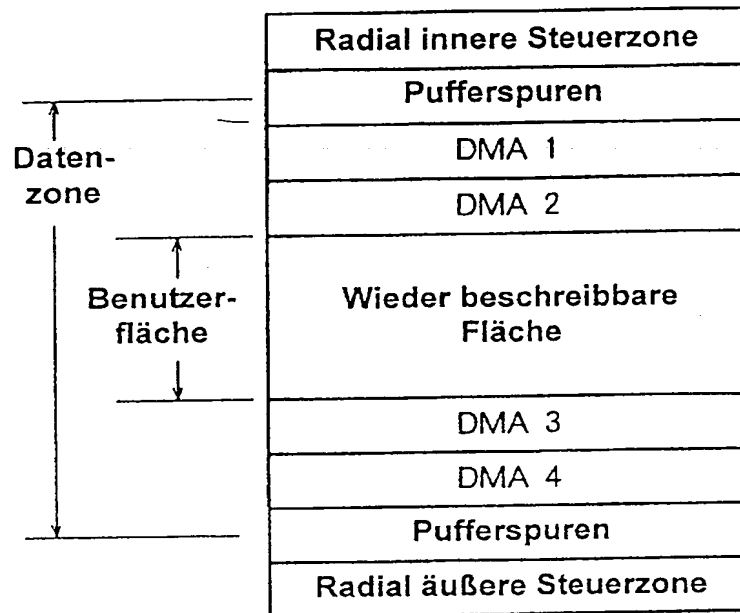 Radial innere Steuerzone
Pufferspuren
DMA 1
Daten-
zone
DMA 2
Benutzer-
fläche
Wieder beschreibbare
Fläche
DMA 3
DMA 4
Pufferspuren
Radial äußere Steuerzone